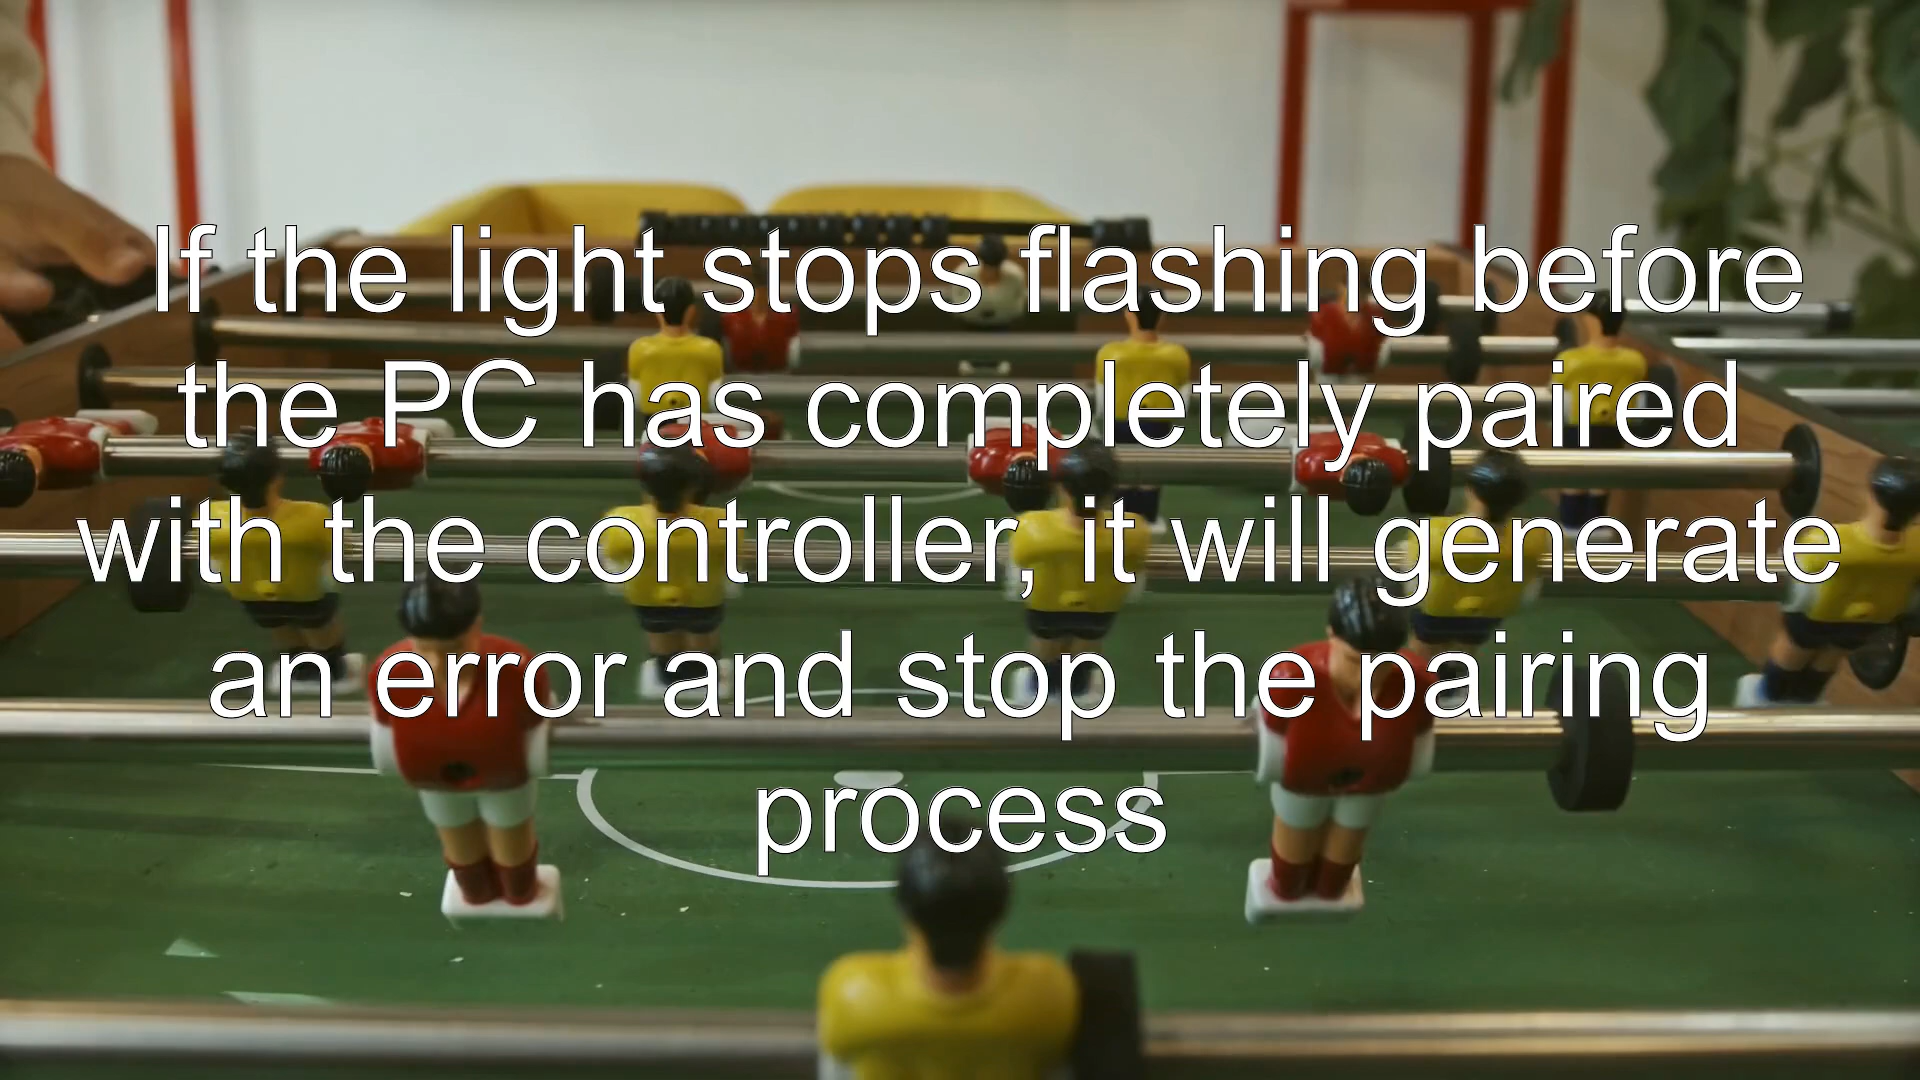 If the light stops flashing before
the PC has completely paired
with the controller, it will generate
an error and stop the pairing
process